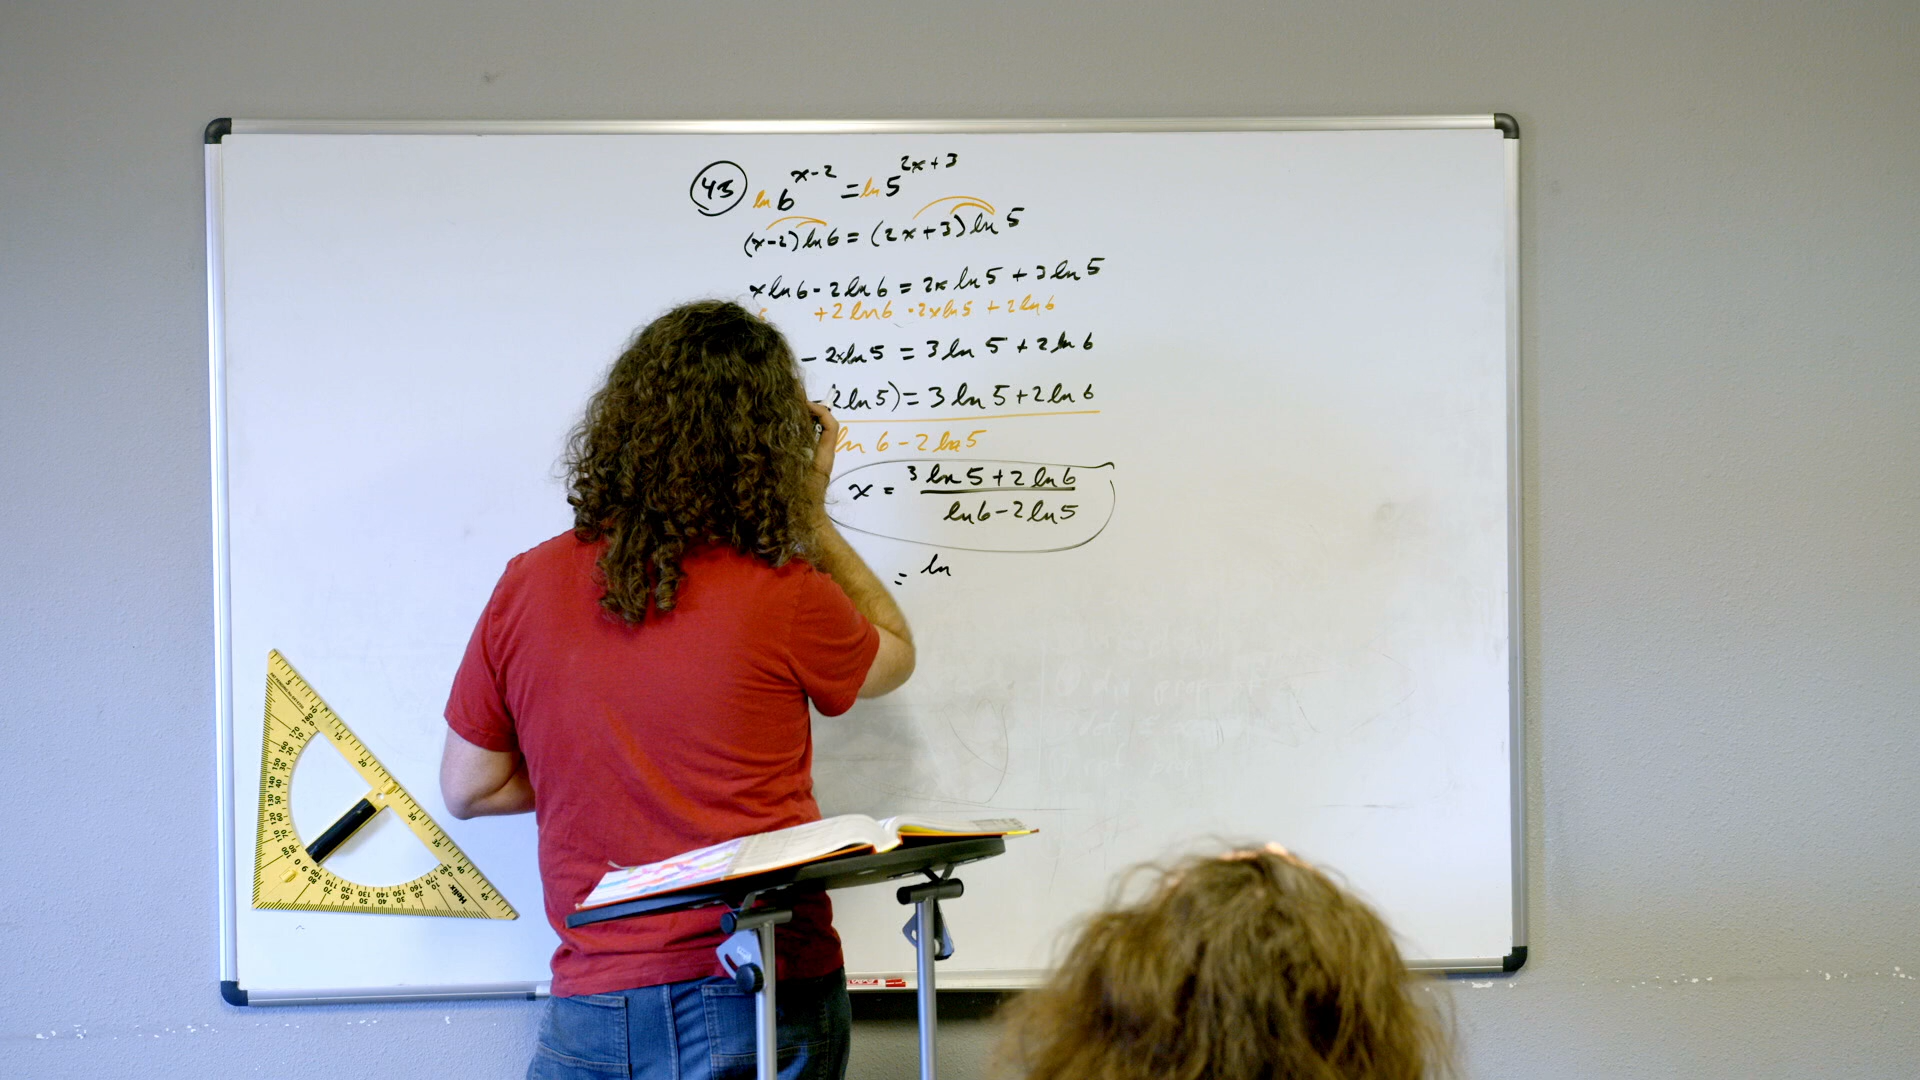 43 ln 6^(x-2) = ln 5^(2x+3)
(x-2) ln 6 = (2x+3) ln 5
x ln 6 - 2 ln 6 = 2x ln 5 + 3 ln 5
+2 ln 6 - 2x ln 5 + 2 ln 6
- 2x ln 5 = 3 ln 5 + 2 ln 6
- 2 ln 5) = 3 ln 5 + 2 ln 6
ln 6 - 2 ln 5
x = 3 ln 5 + 2 ln 6
ln 6 - 2 ln 5
= ln